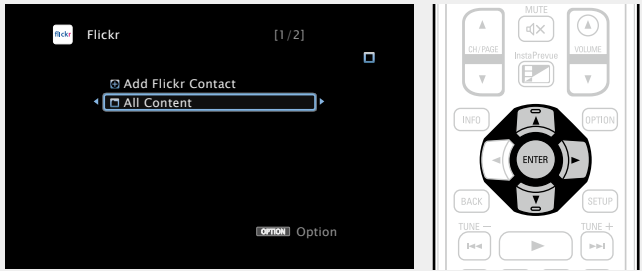 flickr Flickr [1/2]
Add Flickr Contact
All Content
OPTION Option
MUTE
CH/PAGE InstaPrevue VOLUME
INFO OPTION
ENTER
BACK SETUP
TUNE − TUNE +